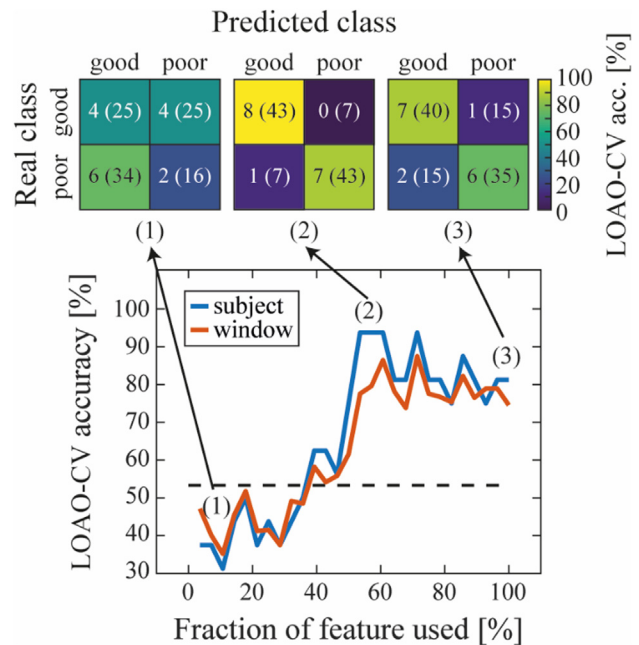 Predicted class
good poor good poor good poor
Real class
good
poor
4 (25) 4 (25) 8 (43) 0 (7) 7 (40) 1 (15)
6 (34) 2 (16) 1 (7) 7 (43) 2 (15) 6 (35)
100
80
60
40
20
0
LOAO-CV acc. [%]
(1) (2) (3)
LOAO-CV accuracy [%]
100
90
80
70
60
50
40
30
subject
window
(2)
(3)
(1)
0 20 40 60 80 100
Fraction of feature used [%]